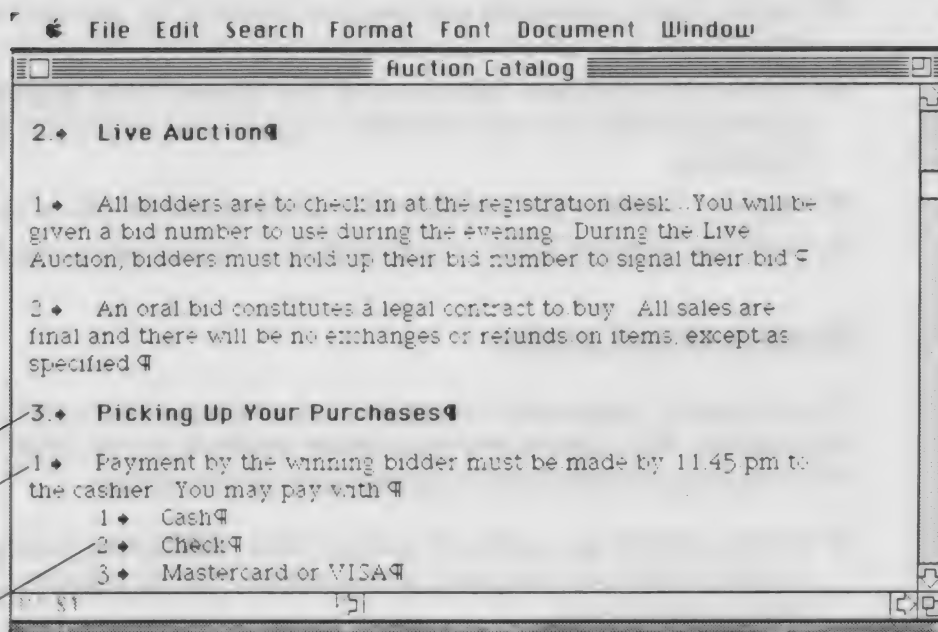 File Edit Search Format Font Document Window
Auction Catalog
2.◆ Live Auction¶
1◆ All bidders are to check in at the registration desk. You will be
given a bid number to use during the evening. During the Live
Auction, bidders must hold up their bid number to signal their bid ¶
2◆ An oral bid constitutes a legal contract to buy. All sales are
final and there will be no exchanges or refunds on items, except as
specified ¶
3.◆ Picking Up Your Purchases¶
1◆ Payment by the winning bidder must be made by 11:45 pm to
the cashier. You may pay with ¶
1◆ Cash¶
2◆ Check¶
3◆ Mastercard or VISA¶
S1